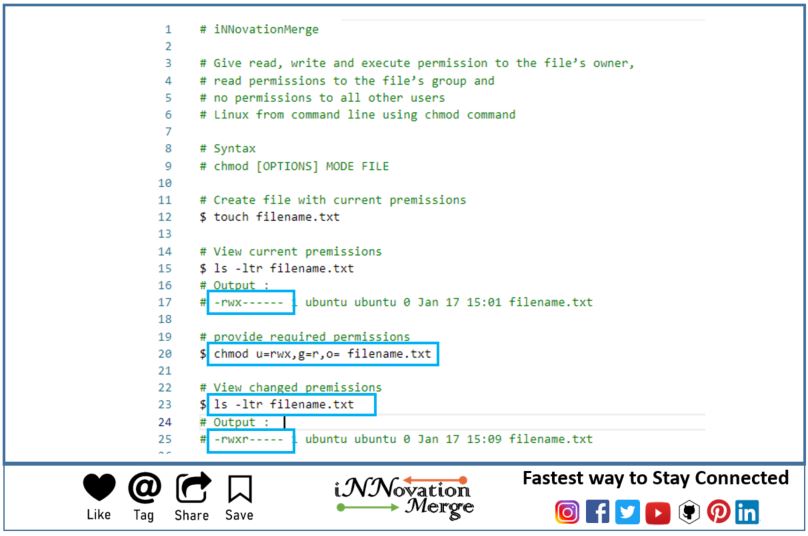 1 # iNNovationMerge
2
3 # Give read, write and execute permission to the file’s owner,
4 # read permissions to the file’s group and
5 # no permissions to all other users
6 # Linux from command line using chmod command
7
8 # Syntax
9 # chmod [OPTIONS] MODE FILE
10
11 # Create file with current premissions
12 $ touch filename.txt
13
14 # View current premissions
15 $ ls -ltr filename.txt
16 # Output :
17 # -rwx------ 1 ubuntu ubuntu 0 Jan 17 15:01 filename.txt
18
19 # provide required permissions
20 $ chmod u=rwx,g=r,o= filename.txt
21
22 # View changed premissions
23 $ ls -ltr filename.txt
24 # Output :
25 # -rwxr----- 1 ubuntu ubuntu 0 Jan 17 15:09 filename.txt
Like Tag Share Save
iNNovation
Merge
Fastest way to Stay Connected